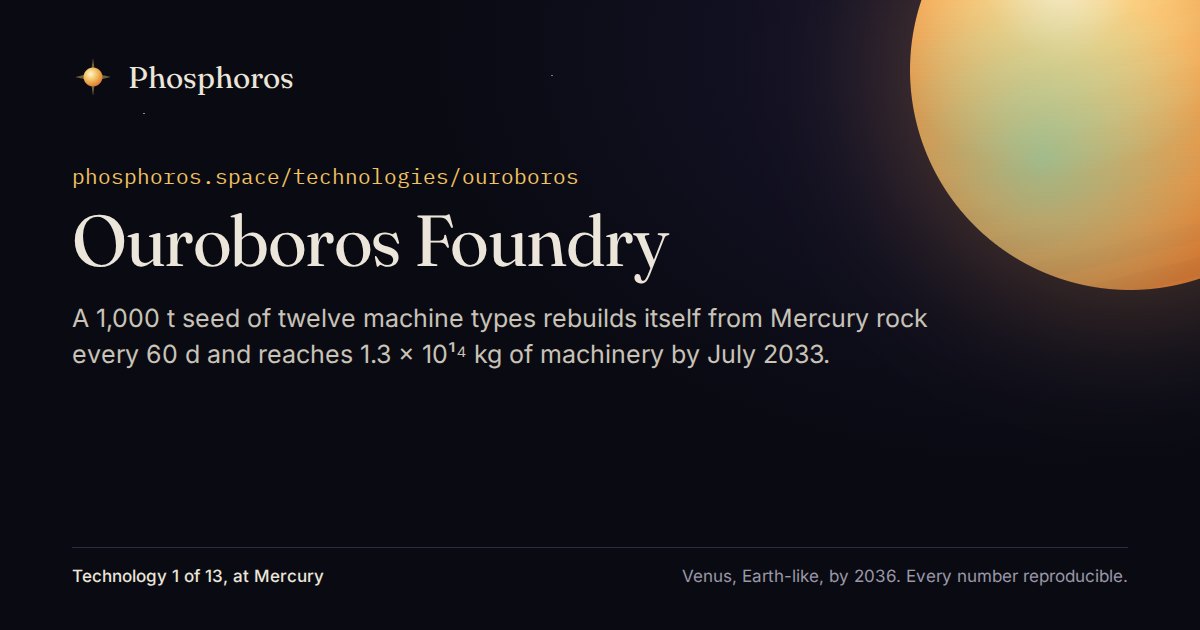 Phosphoros
phosphoros.space/technologies/ouroboros
Ouroboros Foundry
A 1,000 t seed of twelve machine types rebuilds itself from Mercury rock
every 60 d and reaches 1.3 × 10¹⁴ kg of machinery by July 2033.
Technology 1 of 13, at Mercury
Venus, Earth-like, by 2036. Every number reproducible.